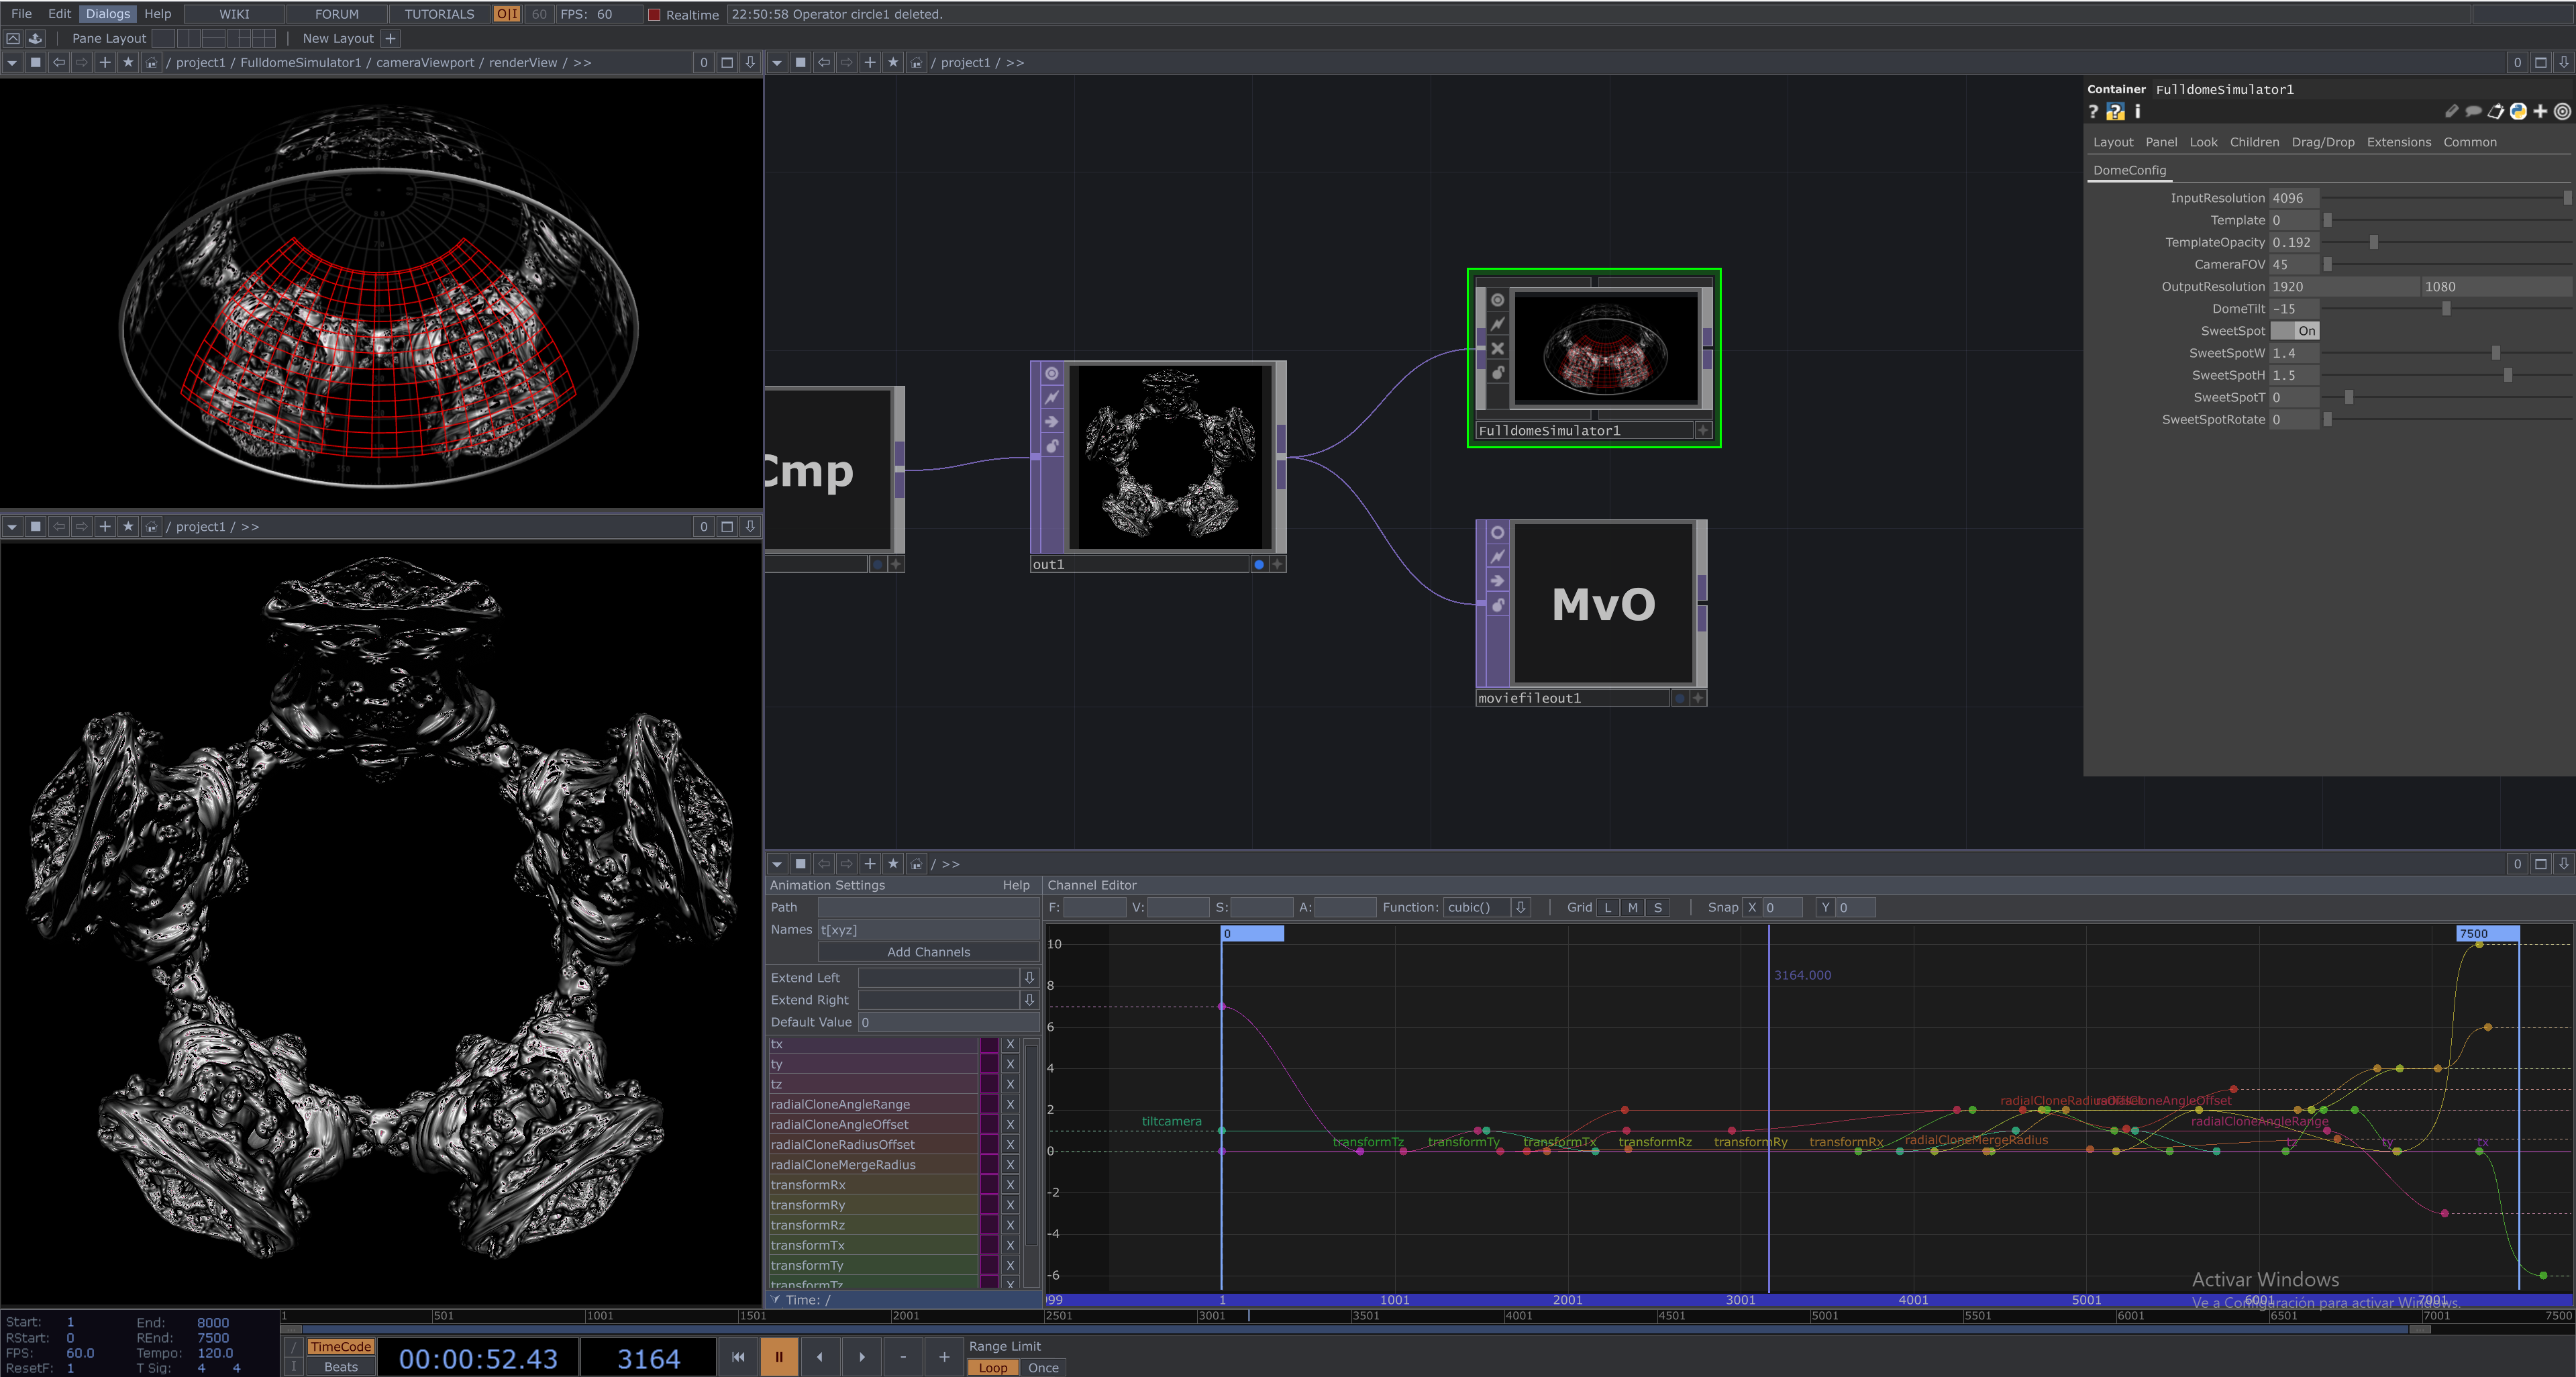 File Edit Dialogs Help WIKI FORUM TUTORIALS O|I 60 FPS: 60 Realtime 22:50:58 Operator circle1 deleted.
Pane Layout New Layout +
/ project1 / FulldomeSimulator1 / cameraViewport / renderView / >> 0
/ project1 / >> 0
Container FulldomeSimulator1
Layout Panel Look Children Drag/Drop Extensions Common
DomeConfig
InputResolution 4096
Template 0
TemplateOpacity 0.192
CameraFOV 45
OutputResolution 1920 1080
DomeTilt -15
SweetSpot On
SweetSpotW 1.4
SweetSpotH 1.5
SweetSpotT 0
SweetSpotRotate 0
Cmp
out1
FulldomeSimulator1
MvO
moviefileout1
/ project1 / >> 0
/ >> 0
Animation Settings Help
Path
Names t[xyz]
Add Channels
Extend Left
Extend Right
Default Value 0
tx X
ty X
tz X
radialCloneAngleRange X
radialCloneAngleOffset X
radialCloneRadiusOffset X
radialCloneMergeRadius X
transformRx X
transformRy X
transformRz X
transformTx X
transformTy X
transformTz X
Time: /
Channel Editor
F: V: S: A: Function: cubic() Grid L M S Snap X 0 Y 0
0 7500
3164.000
10
8
6
4
2
0
-2
-4
-6
tiltcamera
transformTz transformTy transformTx transformRz transformRy transformRx radialCloneMergeRadius
radialCloneAngleOffset
radialCloneAngleRange
tz ty tx
99 1 1001 2001 3001 4001 5001 6001 7001
Activar Windows
Ve a Configuración para activar Windows.
1 501 1001 1501 2001 2501 3001 3501 4001 4501 5001 5501 6001 6501 7001 7500
Start: 1 End: 8000
RStart: 0 REnd: 7500
FPS: 60.0 Tempo: 120.0
ResetF: 1 T Sig: 4 4
TimeCode
Beats
00:00:52.43
3164
Range Limit
Loop Once